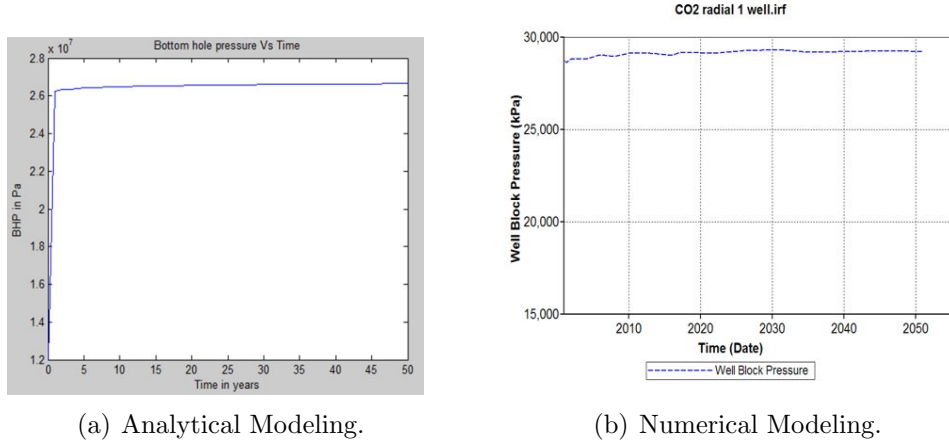 x 10⁷
Bottom hole pressure Vs Time
2.8
2.6
2.4
2.2
2
1.8
1.6
1.4
1.2
BHP in Pa
0 5 10 15 20 25 30 35 40 45 50
Time in years
(a) Analytical Modeling.
CO2 radial 1 well.irf
30,000
25,000
20,000
15,000
Well Block Pressure (kPa)
2010 2020 2030 2040 2050
Time (Date)
Well Block Pressure
(b) Numerical Modeling.